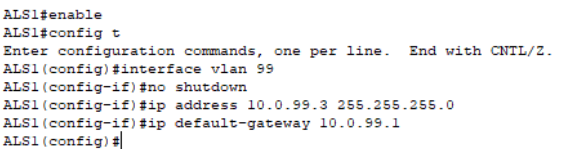 ALS1#enable
ALS1#config t
Enter configuration commands, one per line.  End with CNTL/Z.
ALS1(config)#interface vlan 99
ALS1(config-if)#no shutdown
ALS1(config-if)#ip address 10.0.99.3 255.255.255.0
ALS1(config-if)#ip default-gateway 10.0.99.1
ALS1(config)#